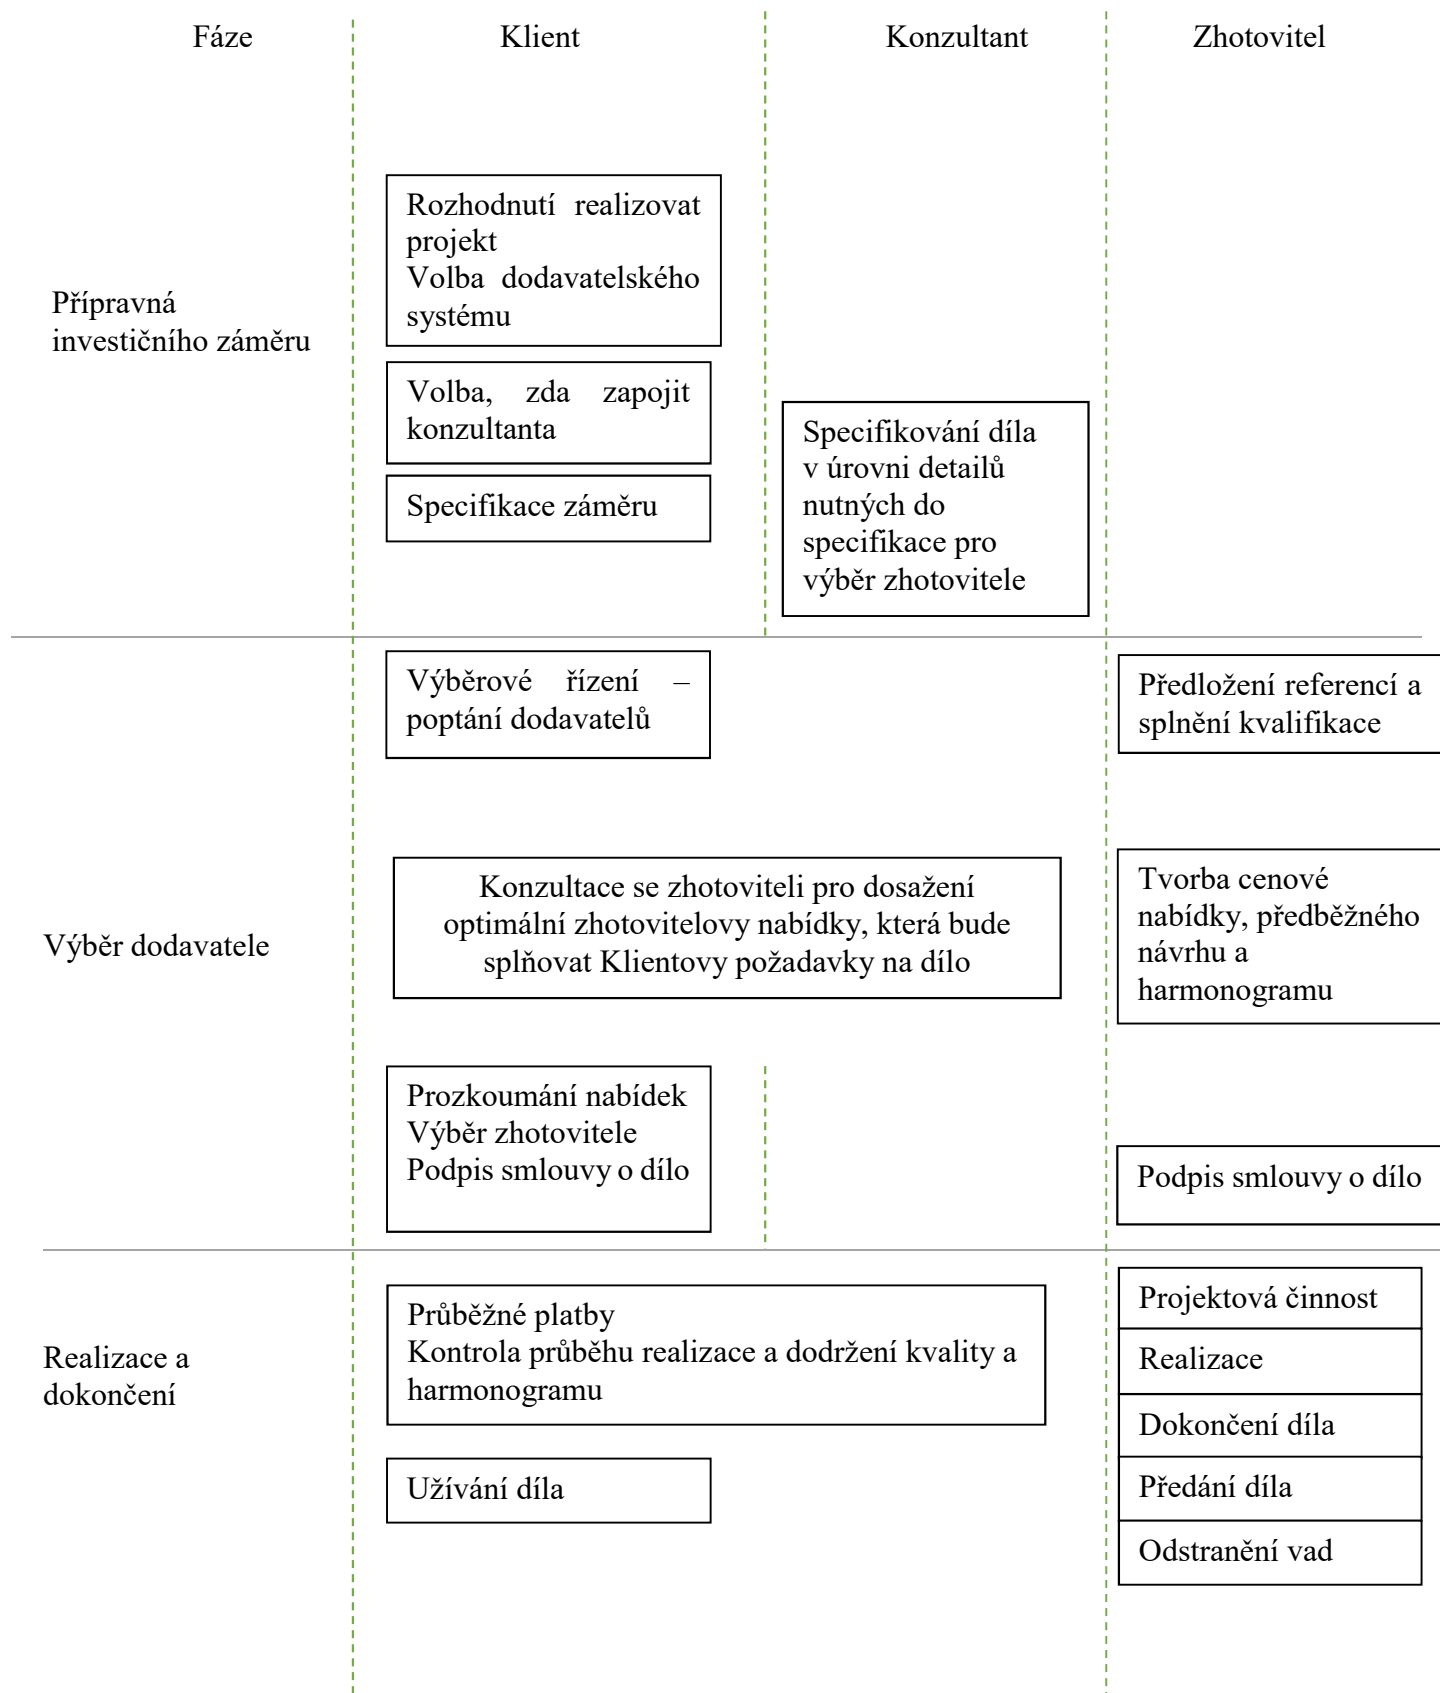 Fáze
Klient
Konzultant
Zhotovitel
Přípravná
investičního záměru
Rozhodnutí realizovat
projekt
Volba dodavatelského
systému
Volba, zda zapojit
konzultanta
Specifikace záměru
Specifikování díla
v úrovni detailů
nutných do
specifikace pro
výběr zhotovitele
Výběr dodavatele
Výběrové řízení –
poptání dodavatelů
Předložení referencí a
splnění kvalifikace
Konzultace se zhotoviteli pro dosažení
optimální zhotovitelovy nabídky, která bude
splňovat Klientovy požadavky na dílo
Tvorba cenové
nabídky, předběžného
návrhu a
harmonogramu
Prozkoumání nabídek
Výběr zhotovitele
Podpis smlouvy o dílo
Podpis smlouvy o dílo
Realizace a
dokončení
Průběžné platby
Kontrola průběhu realizace a dodržení kvality a
harmonogramu
Užívání díla
Projektová činnost
Realizace
Dokončení díla
Předání díla
Odstranění vad